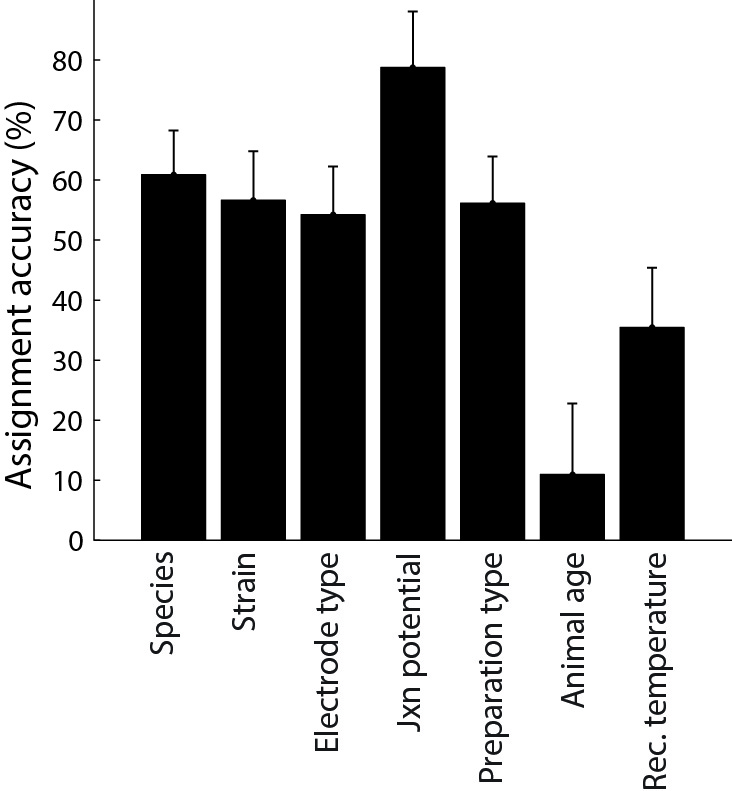 Assignment accuracy (%)
80
70
60
50
40
30
20
10
0
Species
Strain
Electrode type
Jxn potential
Preparation type
Animal age
Rec. temperature